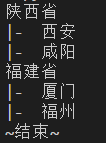 陕西省
|-  西安
|-  咸阳
福建省
|-  厦门
|-  福州
~结束~